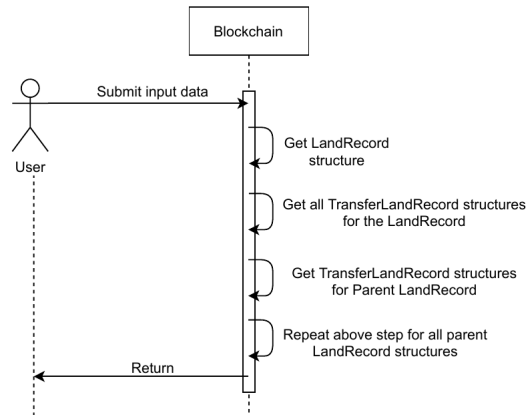 Blockchain
Submit input data
Get LandRecord
structure
User
Get all TransferLandRecord structures
for the LandRecord
Get TransferLandRecord structures
for Parent LandRecord
Repeat above step for all parent
LandRecord structures
Return